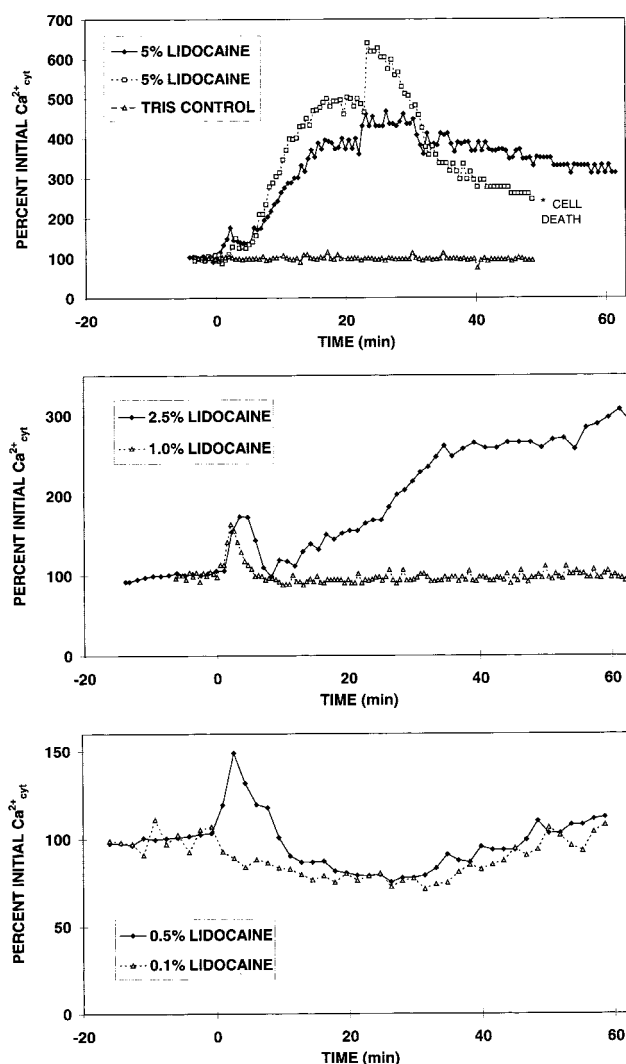 700
600
500
400
300
200
100
0
PERCENT INITIAL Ca²⁺cyt
5% LIDOCAINE
5% LIDOCAINE
TRIS CONTROL
* CELL
DEATH
-20 0 20 40 60
TIME (min)
300
200
100
0
PERCENT INITIAL Ca²⁺cyt
2.5% LIDOCAINE
1.0% LIDOCAINE
-20 0 20 40 60
TIME (min)
150
100
50
0
PERCENT INITIAL Ca²⁺cyt
0.5% LIDOCAINE
0.1% LIDOCAINE
-20 0 20 40 60
TIME (min)